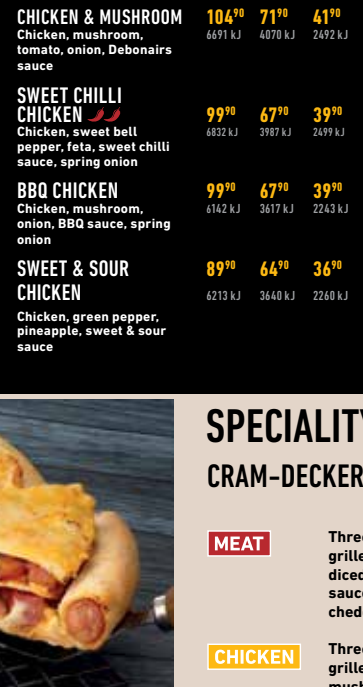 CHICKEN & MUSHROOM 104⁹⁰ 71⁹⁰ 41⁹⁰
Chicken, mushroom, 6691 kJ 4070 kJ 2492 kJ
tomato, onion, Debonairs
sauce
SWEET CHILLI
CHICKEN 99⁹⁰ 67⁹⁰ 39⁹⁰
Chicken, sweet bell 6832 kJ 3987 kJ 2499 kJ
pepper, feta, sweet chilli
sauce, spring onion
BBQ CHICKEN 99⁹⁰ 67⁹⁰ 39⁹⁰
Chicken, mushroom, 6142 kJ 3617 kJ 2243 kJ
onion, BBQ sauce, spring
onion
SWEET & SOUR 89⁹⁰ 64⁹⁰ 36⁹⁰
CHICKEN 6213 kJ 3640 kJ 2260 kJ
Chicken, green pepper,
pineapple, sweet & sour
sauce
SPECIALITY
CRAM-DECKER
MEAT
Three
grille
diced
sauce
ched
CHICKEN
Three
grille
mush